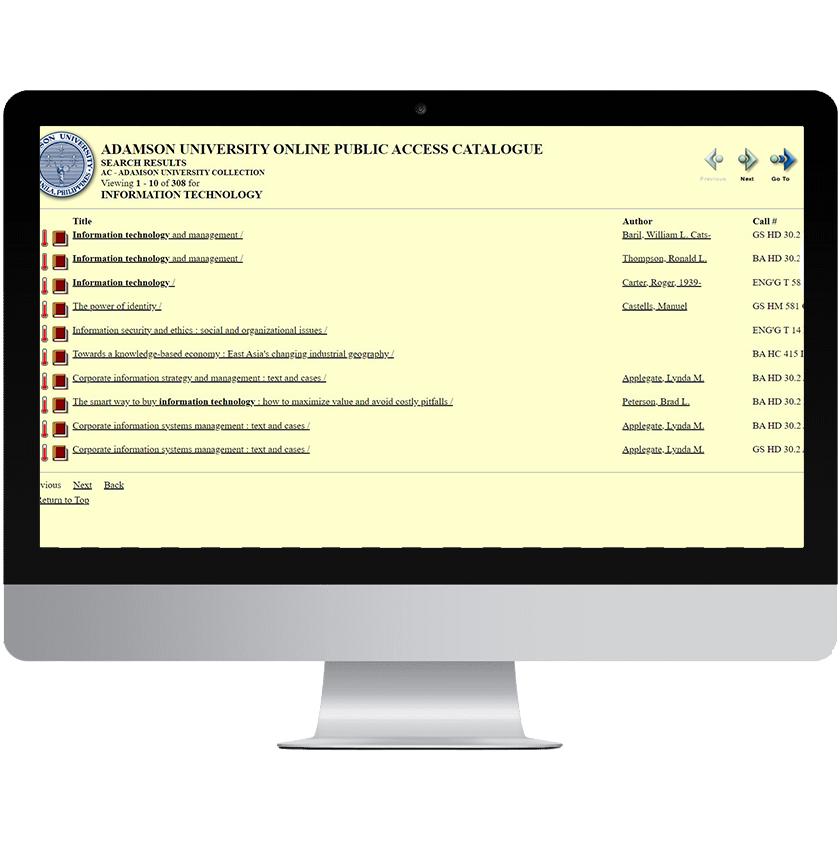 ADAMSON UNIVERSITY ONLINE PUBLIC ACCESS CATALOGUE
SEARCH RESULTS
AC - ADAMSON UNIVERSITY COLLECTION
Viewing 1 - 10 of 308 for
INFORMATION TECHNOLOGY
Previous Next Go To
Title Author Call #
Information technology and management / Baril, William L. Cats- GS HD 30.2
Information technology and management / Thompson, Ronald L. BA HD 30.2
Information technology / Carter, Roger, 1939- ENG'G T 58
The power of identity / Castells, Manuel GS HM 581
Information security and ethics : social and organizational issues / ENG'G T 14
Towards a knowledge-based economy : East Asia's changing industrial geography / BA HC 415
Corporate information strategy and management : text and cases / Applegate, Lynda M. BA HD 30.2
The smart way to buy information technology : how to maximize value and avoid costly pitfalls / Peterson, Brad L. BA HD 30.2
Corporate information systems management : text and cases / Applegate, Lynda M. BA HD 30.2
Corporate information systems management : text and cases / Applegate, Lynda M. GS HD 30.2
vious Next Back
Return to Top